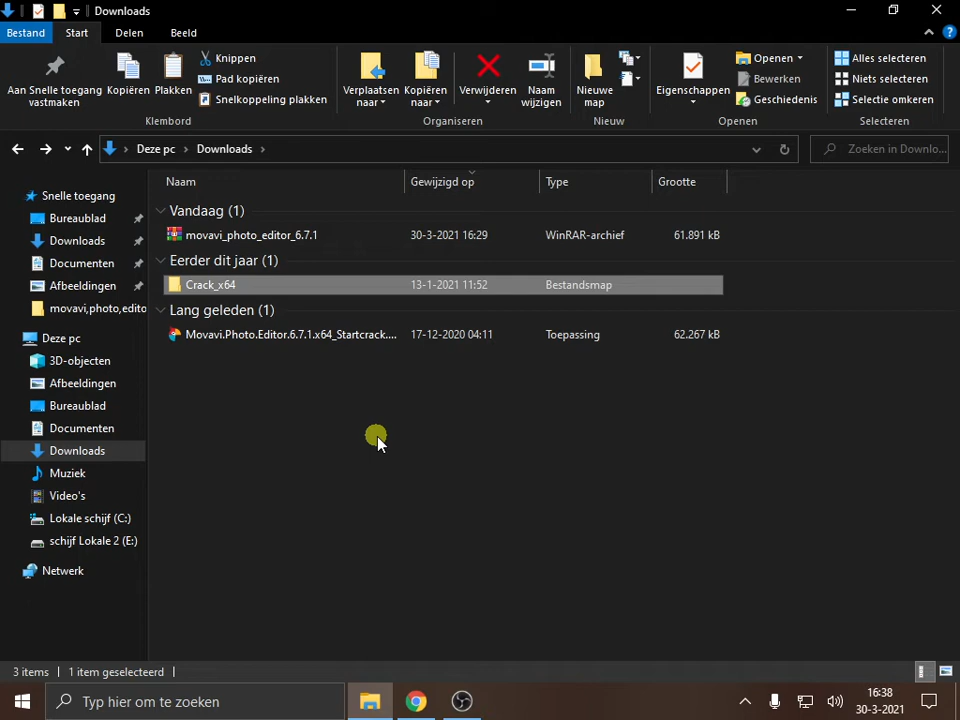 Downloads
Bestand Start Delen Beeld
Aan Snelle toegang vastmaken
Kopiëren
Plakken
Knippen
Pad kopiëren
Snelkoppeling plakken
Klembord
Verplaatsen naar
Kopiëren naar
Verwijderen
Naam wijzigen
Organiseren
Nieuwe map
Nieuw
Eigenschappen
Openen
Bewerken
Geschiedenis
Openen
Alles selecteren
Niets selecteren
Selectie omkeren
Selecteren
Deze pc Downloads
Zoeken in Downlo...
Naam Gewijzigd op Type Grootte
Vandaag (1)
movavi_photo_editor_6.7.1 30-3-2021 16:29 WinRAR-archief 61.891 kB
Eerder dit jaar (1)
Crack_x64 13-1-2021 11:52 Bestandsmap
Lang geleden (1)
Movavi.Photo.Editor.6.7.1.x64_Startcrack.... 17-12-2020 04:11 Toepassing 62.267 kB
Snelle toegang
Bureaublad
Downloads
Documenten
Afbeeldingen
movavi,photo,edito
Deze pc
3D-objecten
Afbeeldingen
Bureaublad
Documenten
Downloads
Muziek
Video's
Lokale schijf (C:)
schijf Lokale 2 (E:)
Netwerk
3 items 1 item geselecteerd
Typ hier om te zoeken
16:38
30-3-2021